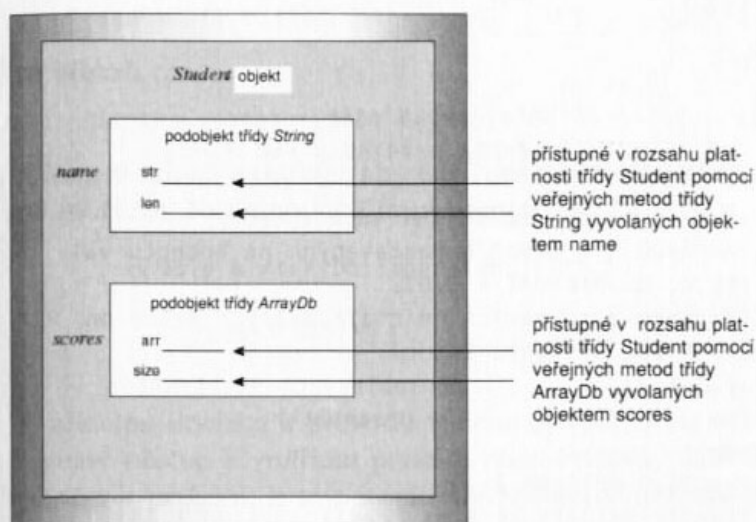 Student objekt
podobjekt třídy String
name
str
len
přístupné v rozsahu plat-
nosti třídy Student pomocí
veřejných metod třídy
String vyvolaných objek-
tem name
podobjekt třídy ArrayDb
scores
arr
size
přístupné v rozsahu plat-
nosti třídy Student pomocí
veřejných metod třídy
ArrayDb vyvolaných
objektem scores